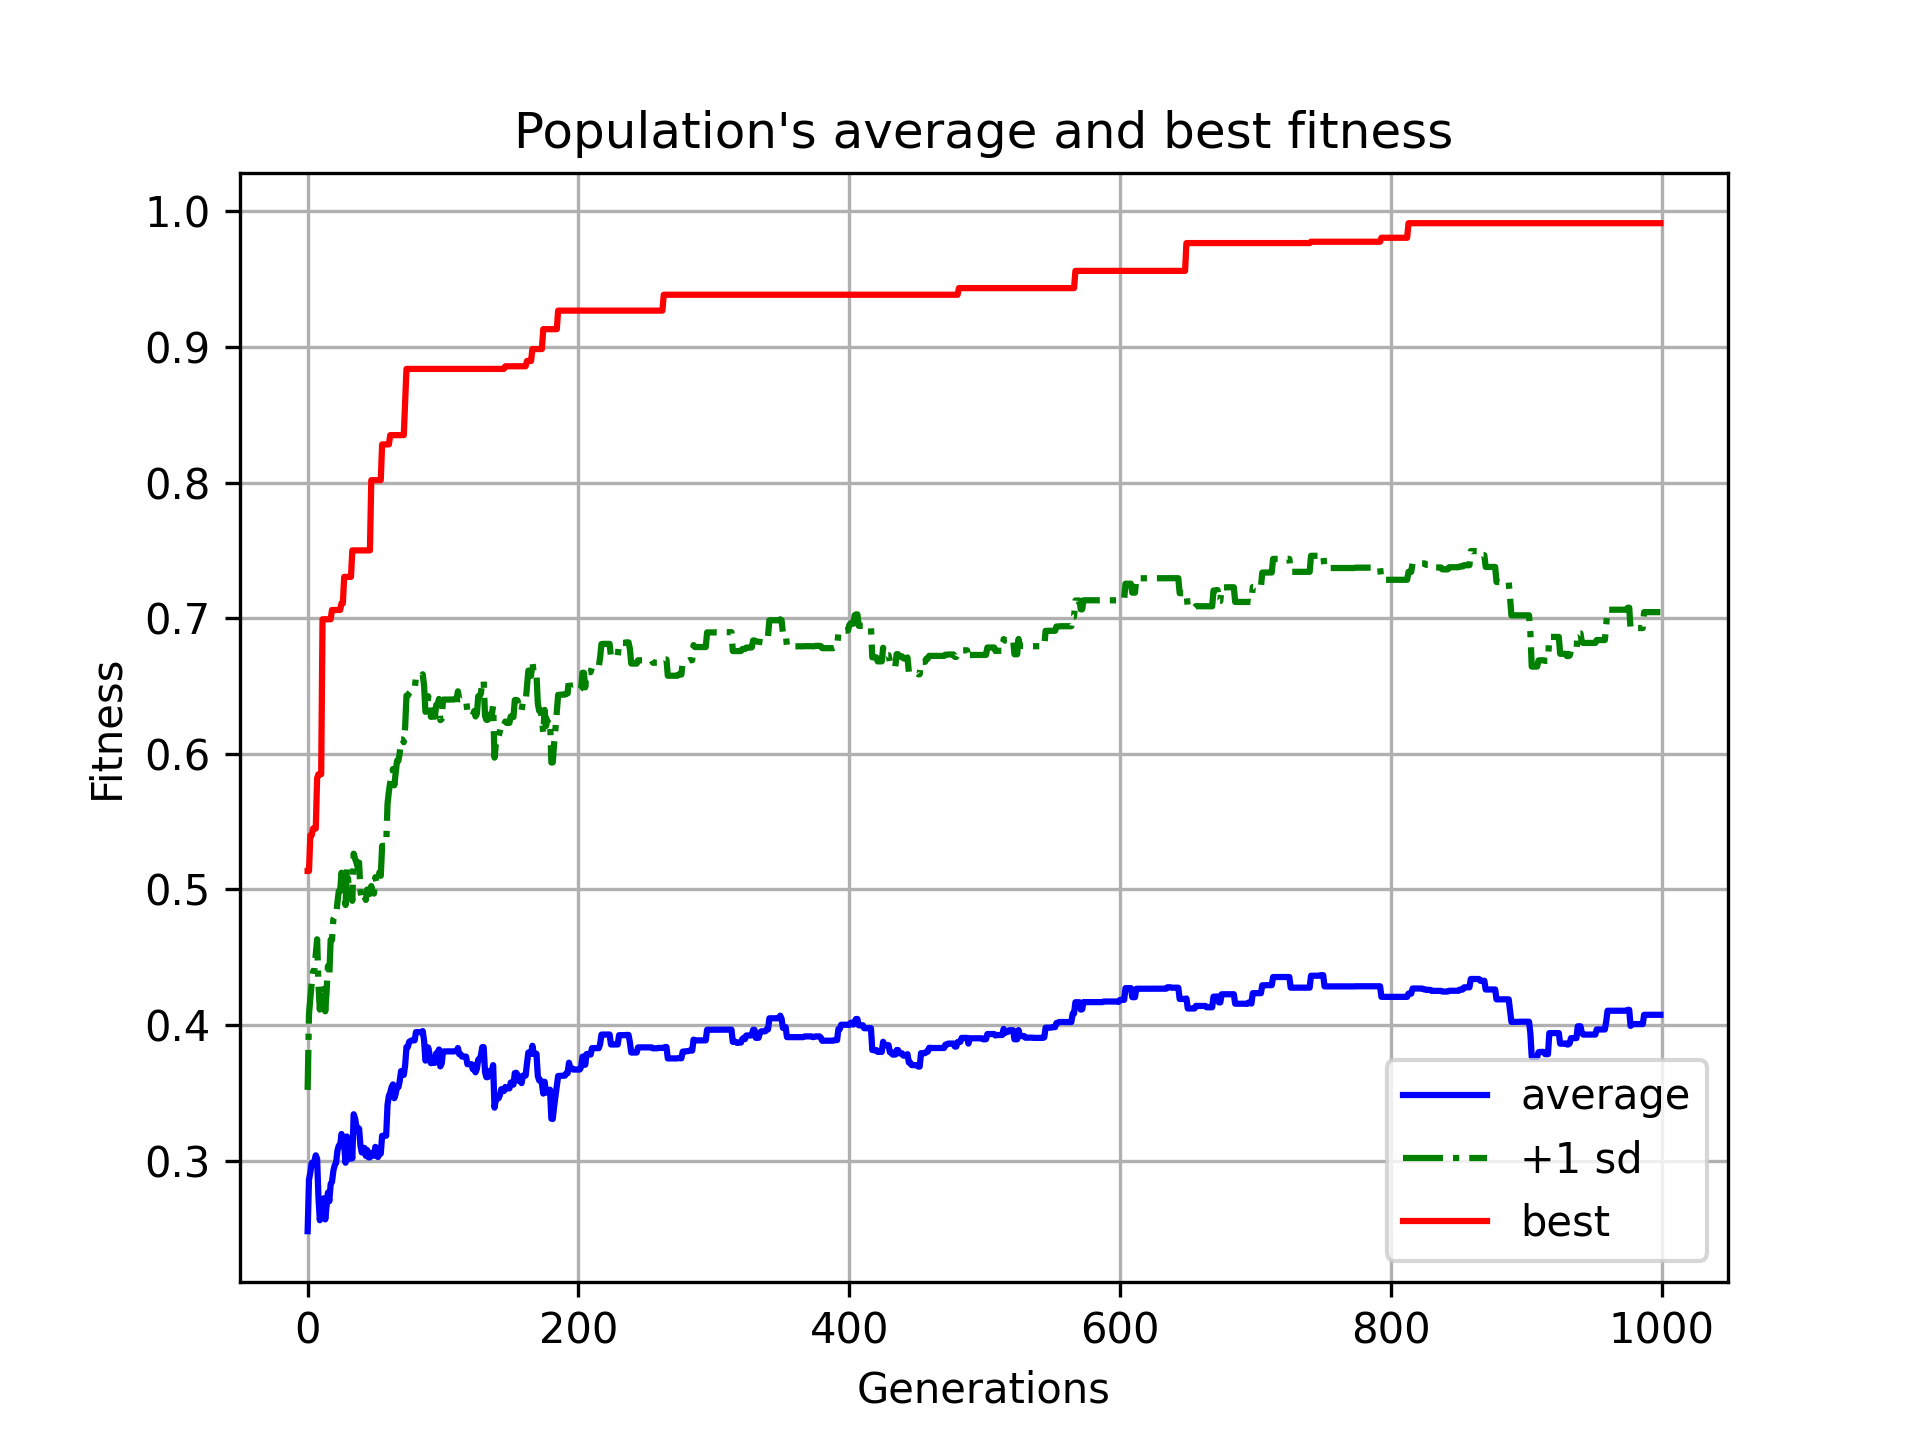 Population's average and best fitness
1.0
0.9
0.8
0.7
0.6
0.5
0.4
0.3
Fitness
average
+1 sd
best
0 200 400 600 800 1000
Generations